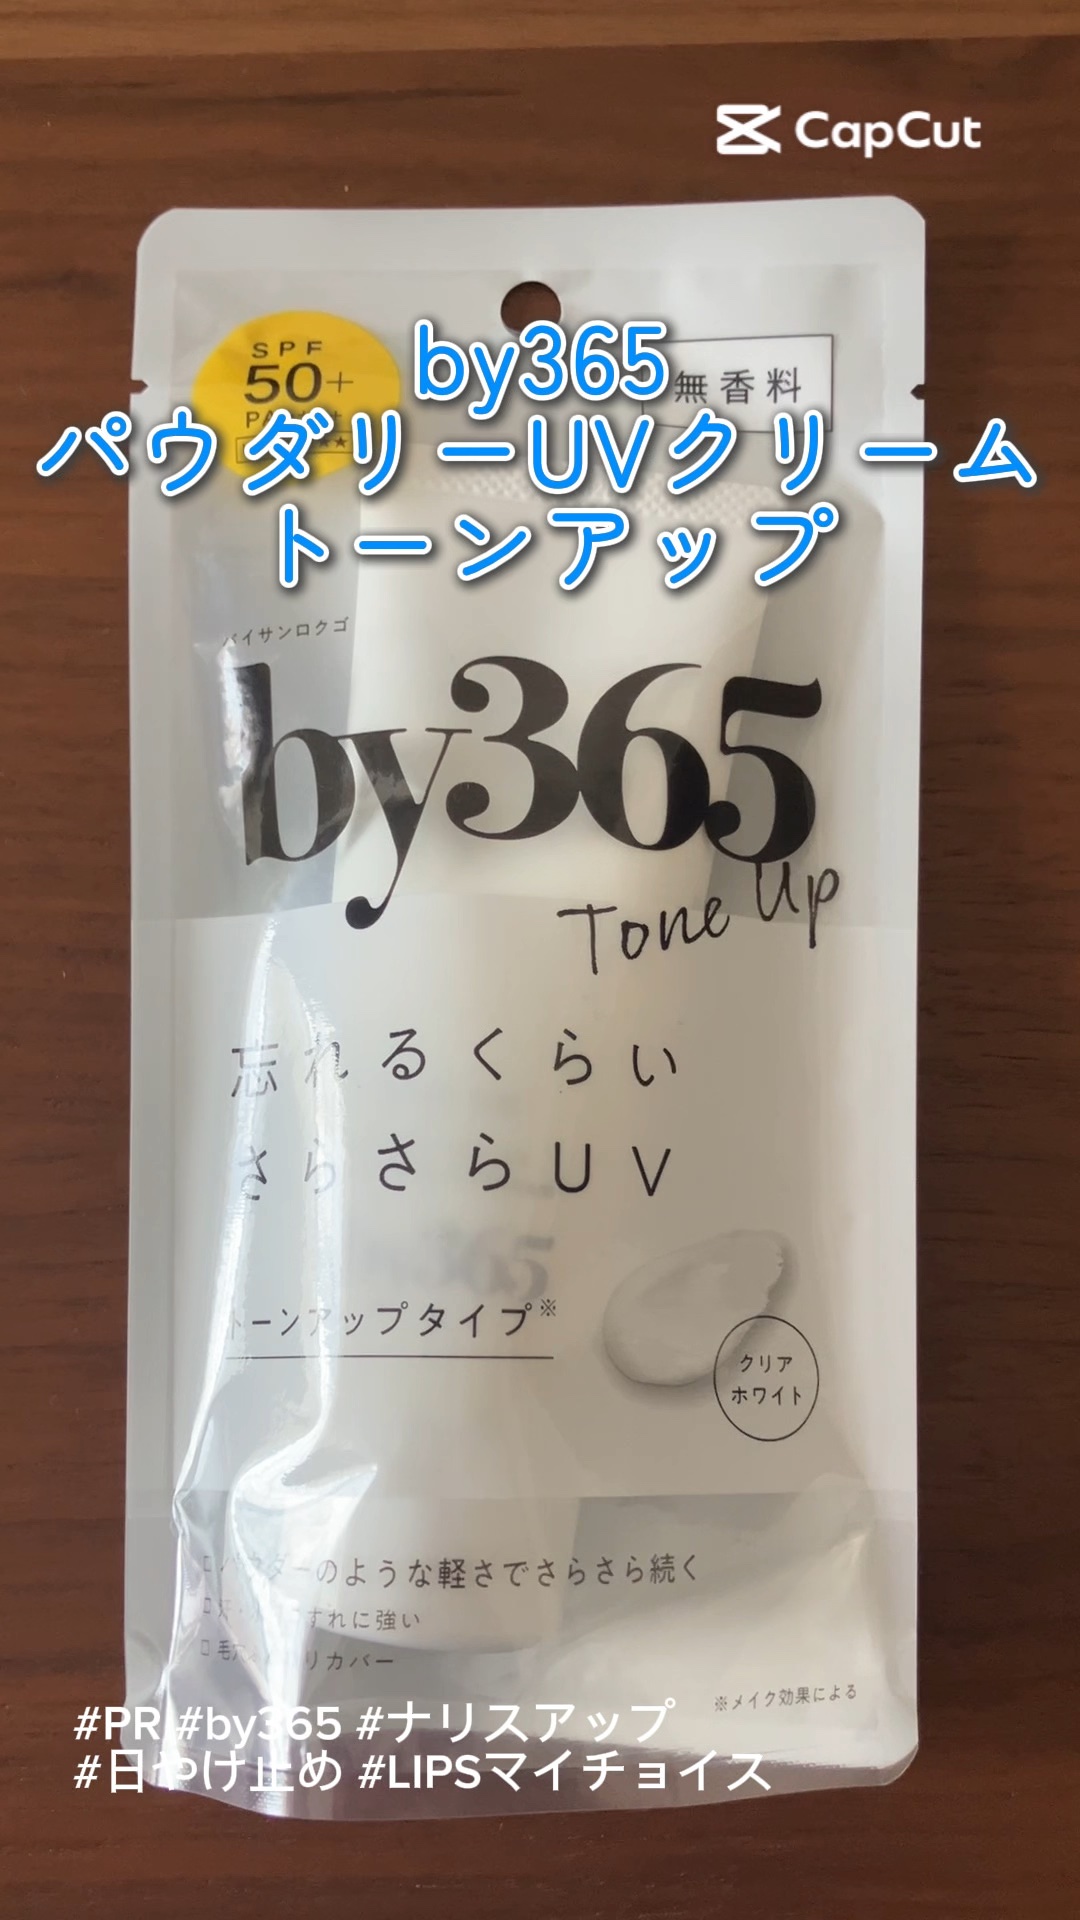 CapCut
SPF
50+
無香料
by365
パウダリーUVクリーム
トーンアップ
バイサンロクゴ
by365
Tone Up
忘れるくらい
さらさらUV
トーンアップタイプ※
クリア
ホワイト
のような軽さでさらさら続く
すれに強い
カバー
※メイク効果による
#PR #by365 #ナリスアップ
#日やけ止め #LIPSマイチョイス